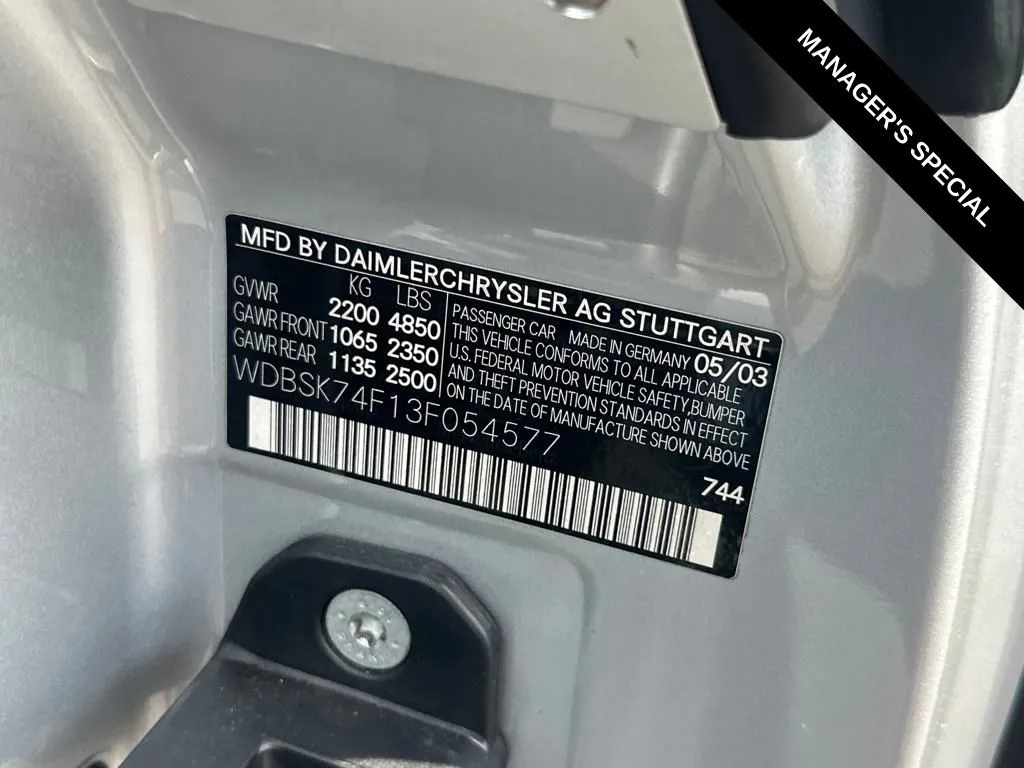 MANAGER'S SPECIAL
MFD BY DAIMLERCHRYSLER AG STUTTGART
KG LBS
GVWR 2200 4850
GAWR FRONT 1065 2350
GAWR REAR 1135 2500
PASSENGER CAR MADE IN GERMANY 05/03
THIS VEHICLE CONFORMS TO ALL APPLICABLE
U.S. FEDERAL MOTOR VEHICLE SAFETY,BUMPER
AND THEFT PREVENTION STANDARDS IN EFFECT
ON THE DATE OF MANUFACTURE SHOWN ABOVE
WDBSK74F13F054577
744